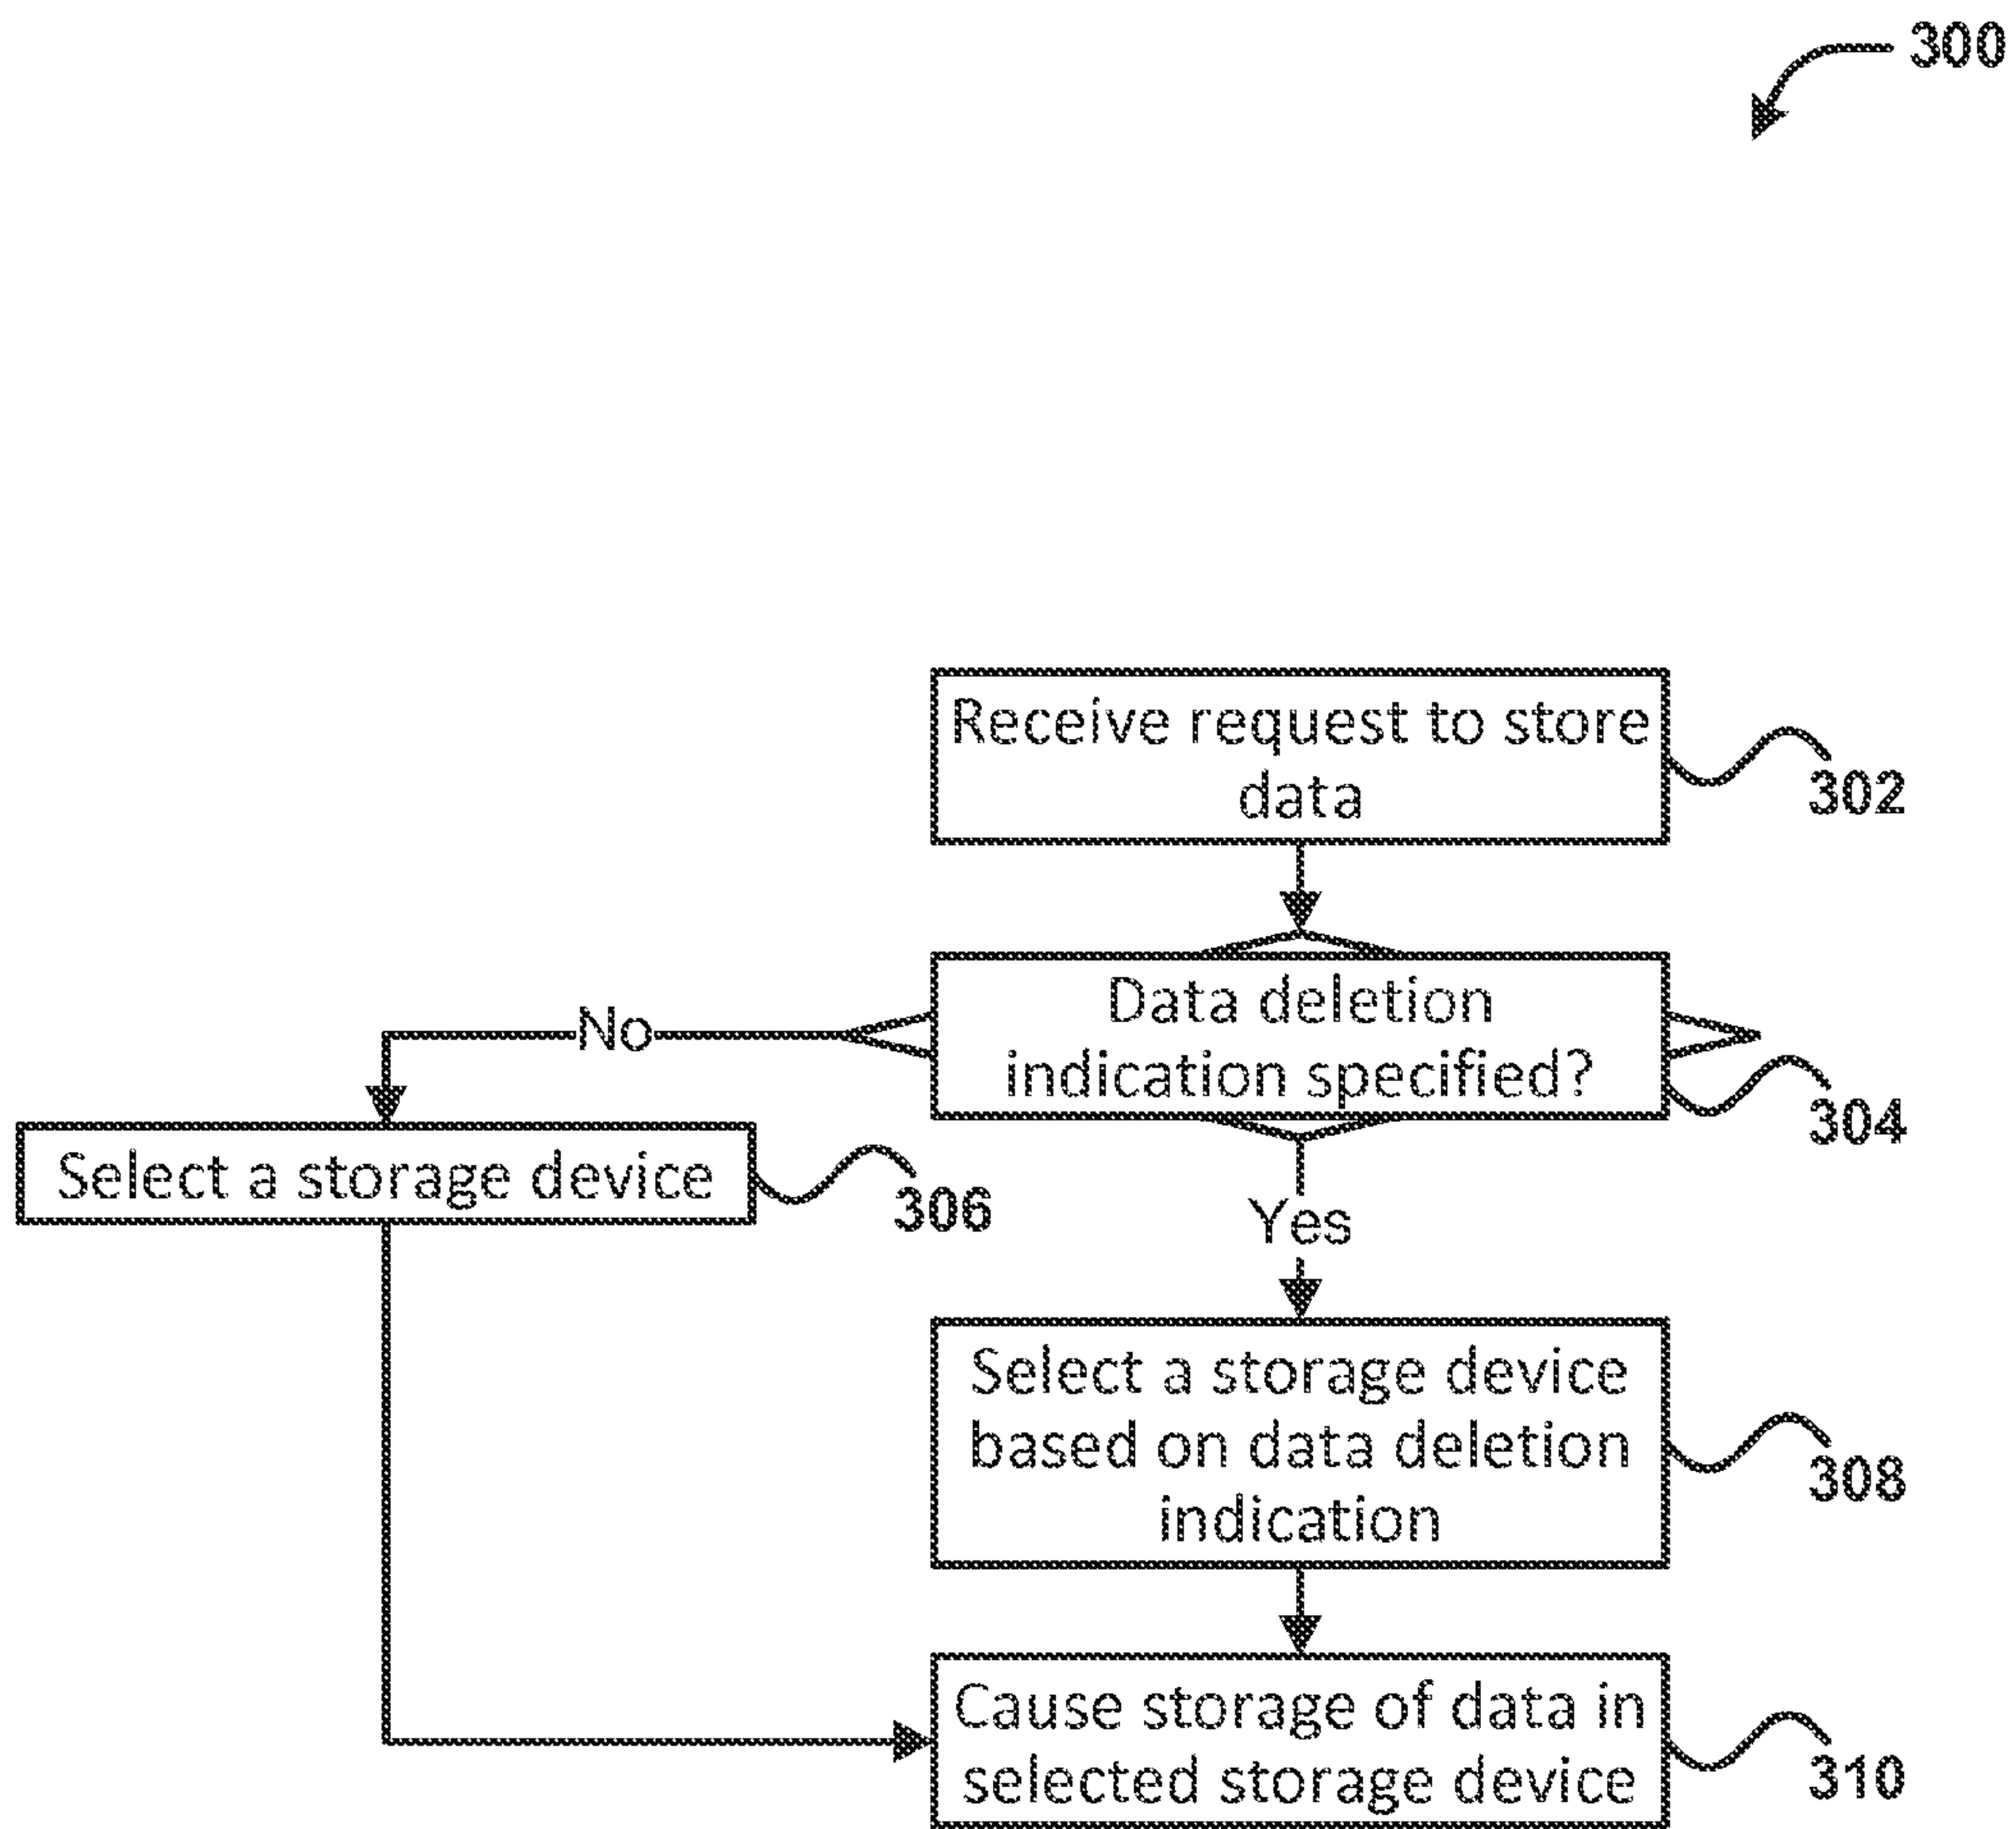 300
Receive request to store
data
302
Data deletion
indication specified?
304
No
Select a storage device
306
Yes
Select a storage device
based on data deletion
indication
308
Cause storage of data in
selected storage device
310